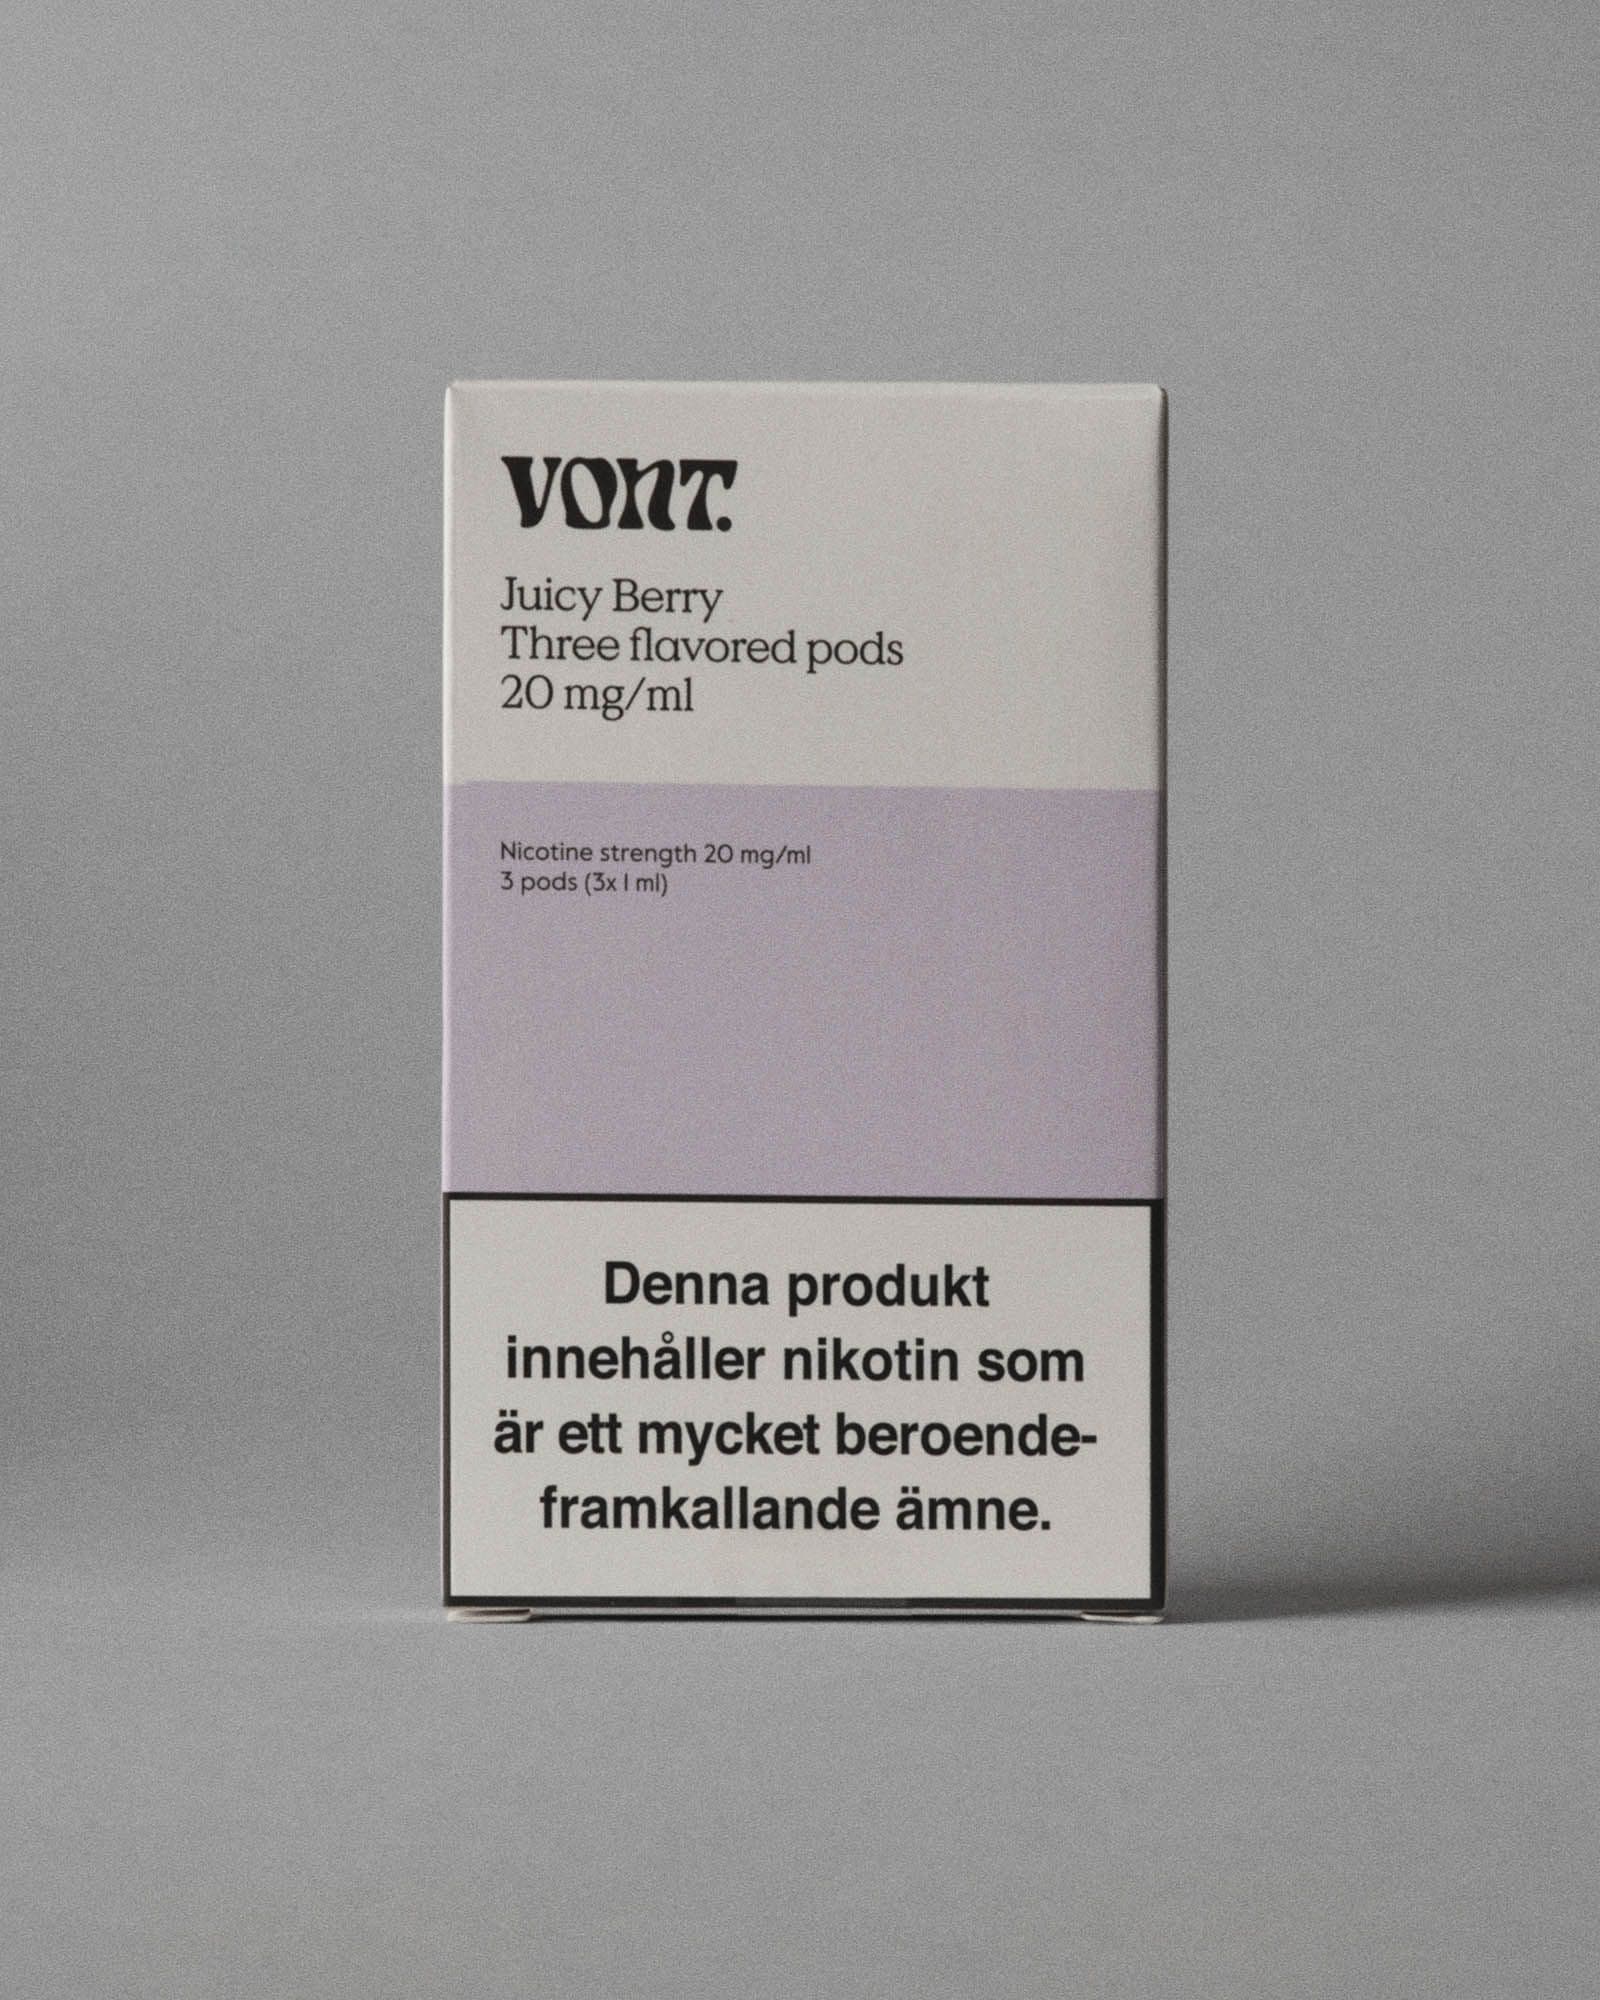 VONT.
Juicy Berry
Three flavored pods
20 mg/ml
Nicotine strength 20 mg/ml
3 pods (3x 1 ml)
Denna produkt
innehåller nikotin som
är ett mycket beroende-
framkallande ämne.